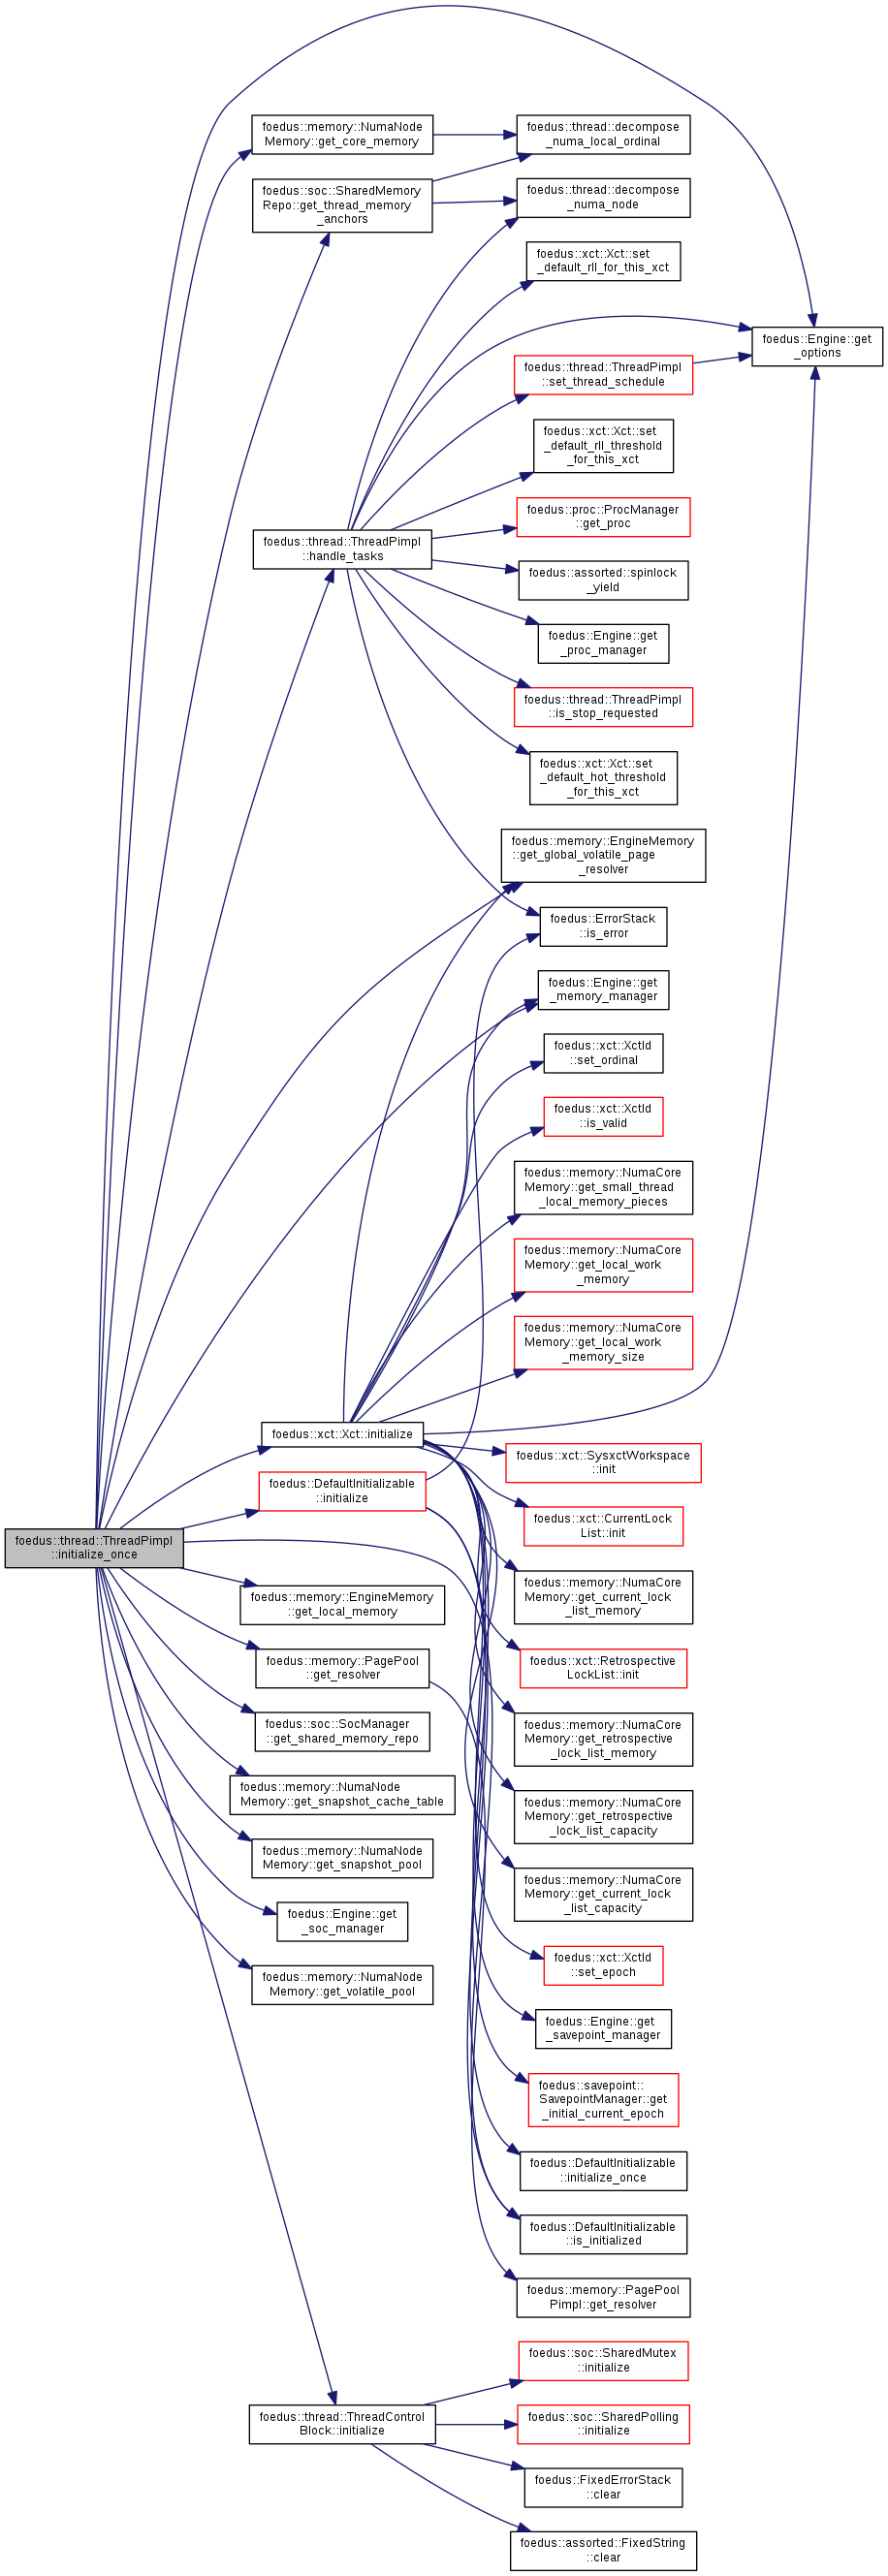 foedus::memory::NumaNode
Memory::get_core_memory
foedus::thread::decompose
_numa_local_ordinal
foedus::soc::SharedMemory
Repo::get_thread_memory
_anchors
foedus::thread::decompose
_numa_node
foedus::xct::Xct::set
_default_rll_for_this_xct
foedus::Engine::get
_options
foedus::thread::ThreadPimpl
::set_thread_schedule
foedus::xct::Xct::set
_default_rll_threshold
_for_this_xct
foedus::proc::ProcManager
::get_proc
foedus::thread::ThreadPimpl
::handle_tasks
foedus::assorted::spinlock
_yield
foedus::Engine::get
_proc_manager
foedus::thread::ThreadPimpl
::is_stop_requested
foedus::xct::Xct::set
_default_hot_threshold
_for_this_xct
foedus::memory::EngineMemory
::get_global_volatile_page
_resolver
foedus::ErrorStack
::is_error
foedus::Engine::get
_memory_manager
foedus::xct::XctId
::set_ordinal
foedus::xct::XctId
::is_valid
foedus::memory::NumaCore
Memory::get_small_thread
_local_memory_pieces
foedus::memory::NumaCore
Memory::get_local_work
_memory
foedus::memory::NumaCore
Memory::get_local_work
_memory_size
foedus::xct::Xct::initialize
foedus::xct::SysxctWorkspace
::init
foedus::DefaultInitializable
::initialize
foedus::xct::CurrentLock
List::init
foedus::thread::ThreadPimpl
::initialize_once
foedus::memory::EngineMemory
::get_local_memory
foedus::memory::NumaCore
Memory::get_current_lock
_list_memory
foedus::memory::PagePool
::get_resolver
foedus::xct::Retrospective
LockList::init
foedus::soc::SocManager
::get_shared_memory_repo
foedus::memory::NumaCore
Memory::get_retrospective
_lock_list_memory
foedus::memory::NumaNode
Memory::get_snapshot_cache_table
foedus::memory::NumaCore
Memory::get_retrospective
_lock_list_capacity
foedus::memory::NumaNode
Memory::get_snapshot_pool
foedus::memory::NumaCore
Memory::get_current_lock
_list_capacity
foedus::Engine::get
_soc_manager
foedus::xct::XctId
::set_epoch
foedus::memory::NumaNode
Memory::get_volatile_pool
foedus::Engine::get
_savepoint_manager
foedus::savepoint::
SavepointManager::get
_initial_current_epoch
foedus::DefaultInitializable
::initialize_once
foedus::DefaultInitializable
::is_initialized
foedus::memory::PagePool
Pimpl::get_resolver
foedus::soc::SharedMutex
::initialize
foedus::thread::ThreadControl
Block::initialize
foedus::soc::SharedPolling
::initialize
foedus::FixedErrorStack
::clear
foedus::assorted::FixedString
::clear